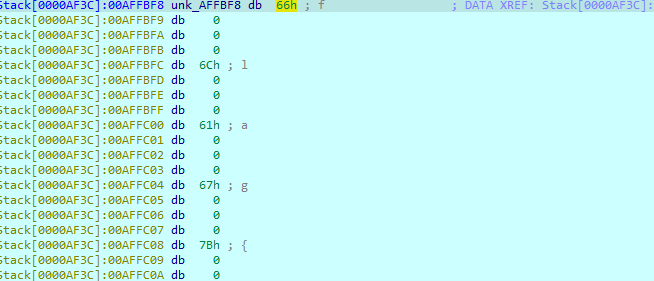 Stack[0000AF3C]:00AFFBF8 unk_AFFBF8 db 66h ; f ; DATA XREF: Stack[0000AF3C]:
Stack[0000AF3C]:00AFFBF9 db 0
Stack[0000AF3C]:00AFFBFA db 0
Stack[0000AF3C]:00AFFBFB db 0
Stack[0000AF3C]:00AFFBFC db 6Ch ; l
Stack[0000AF3C]:00AFFBFD db 0
Stack[0000AF3C]:00AFFBFE db 0
Stack[0000AF3C]:00AFFBFF db 0
Stack[0000AF3C]:00AFFC00 db 61h ; a
Stack[0000AF3C]:00AFFC01 db 0
Stack[0000AF3C]:00AFFC02 db 0
Stack[0000AF3C]:00AFFC03 db 0
Stack[0000AF3C]:00AFFC04 db 67h ; g
Stack[0000AF3C]:00AFFC05 db 0
Stack[0000AF3C]:00AFFC06 db 0
Stack[0000AF3C]:00AFFC07 db 0
Stack[0000AF3C]:00AFFC08 db 7Bh ; {
Stack[0000AF3C]:00AFFC09 db 0
Stack[0000AF3C]:00AFFC0A db 0